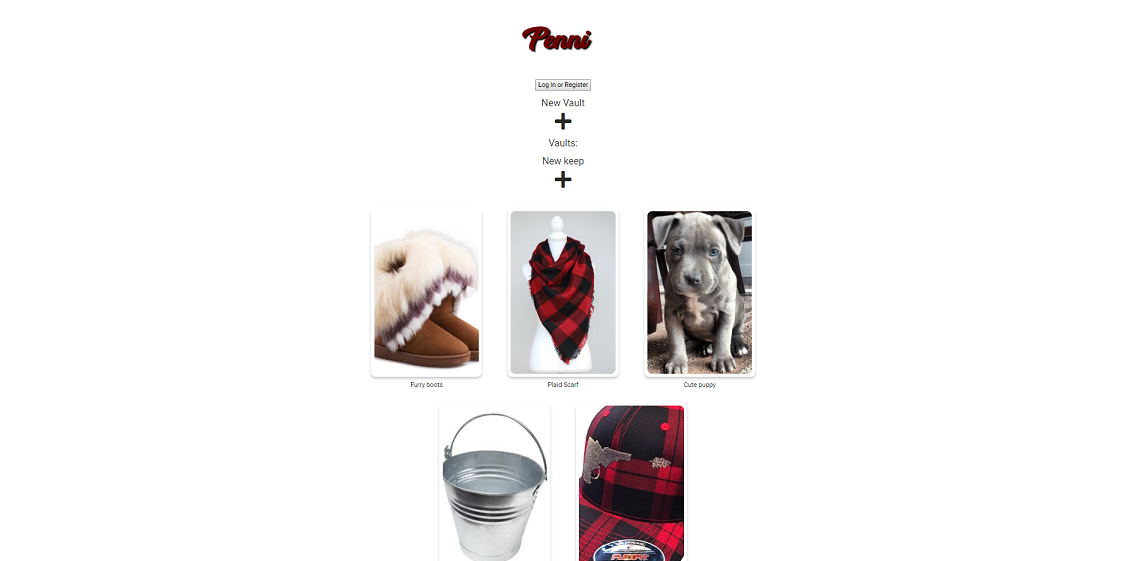 Penni
Log In or Register
New Vault
Vaults:
New keep
Furry boots
Plaid Scarf
Cute puppy